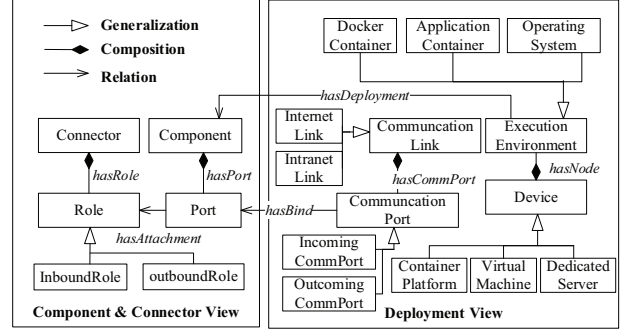 Generalization
Composition
Relation
Docker
Container
Application
Container
Operating
System
hasDeployment
Internet
Link
Intranet
Link
Communcation
Link
Execution
Environment
Connector
Component
hasRole
hasPort
hasCommPort
hasNode
Role
Port
hasBind
Communcation
Port
Device
hasAttachment
InboundRole
outboundRole
Incoming
CommPort
Outcoming
CommPort
Container
Platform
Virtual
Machine
Dedicated
Server
Component & Connector View
Deployment View